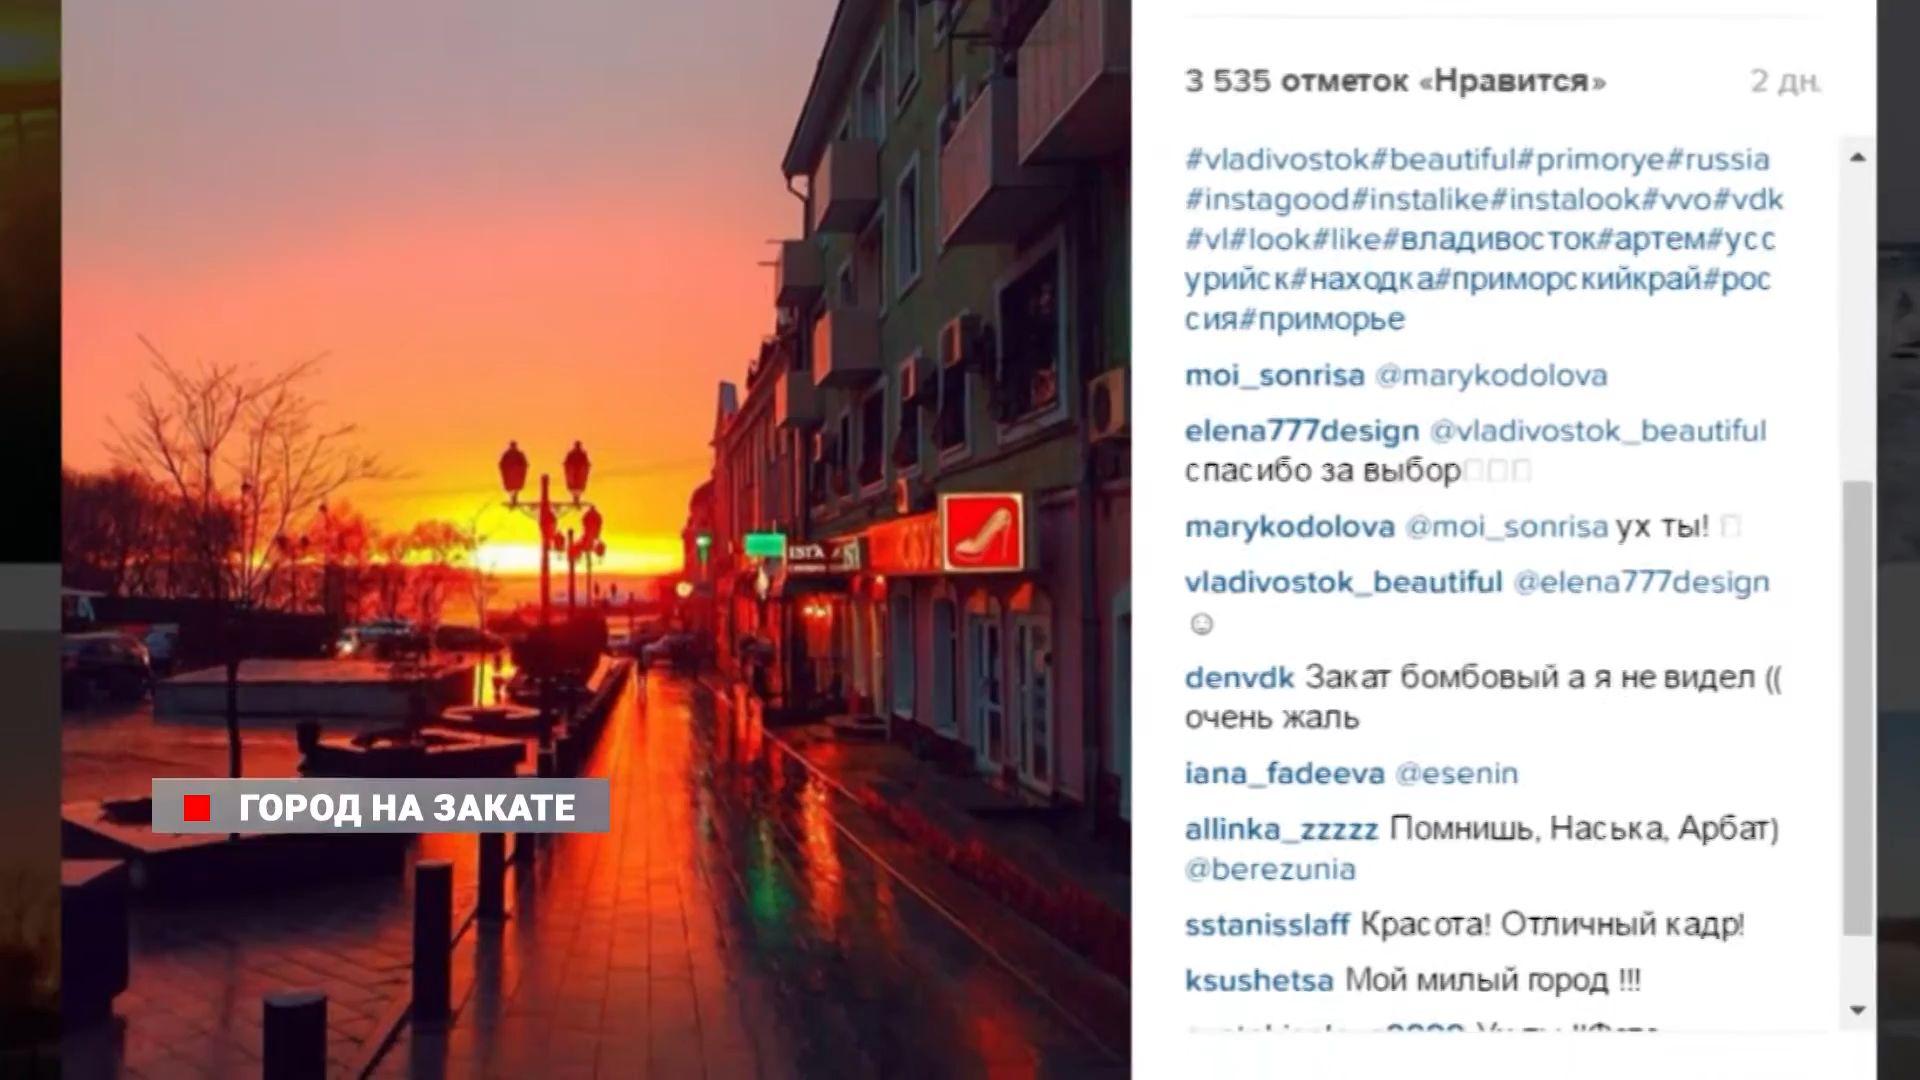 3 535 отметок «Нравится» 2 дн.
#vladivostok#beautiful#primorye#russia
#instagood#instalike#instalook#vvo#vdk
#vl#look#like#владивосток#артем#усс
урийск#находка#приморскийкрай#рос
сия#приморье
moi_sonrisa @marykodolova
elena777design @vladivostok_beautiful
спасибо за выбор
marykodolova @moi_sonrisa ух ты!
vladivostok_beautiful @elena777design
denvdk Закат бомбовый а я не видел ((
очень жаль
iana_fadeeva @esenin
allinka_zzzzz Помнишь, Наська, Арбат)
@berezunia
sstanisslaff Красота! Отличный кадр!
ksushetsa Мой милый город !!!
ГОРОД НА ЗАКАТЕ